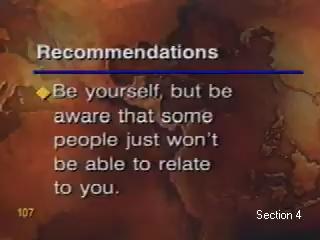 Recommendations
Be yourself, but be
aware that some
people just won't
be able to relate
to you.
107
Section 4